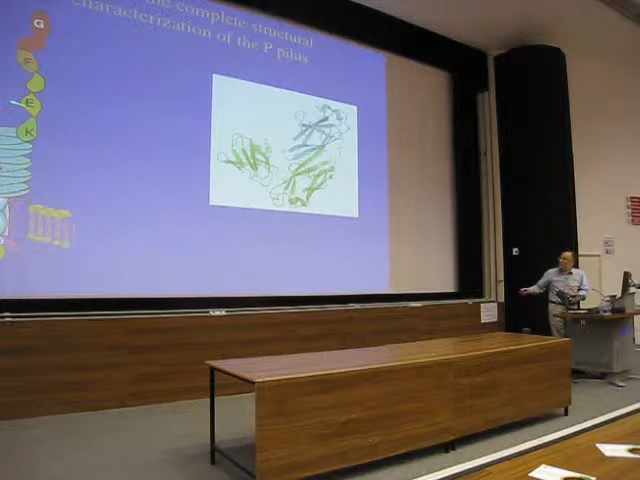 the complete structural
characterization of the P pilus
G
F
E
K